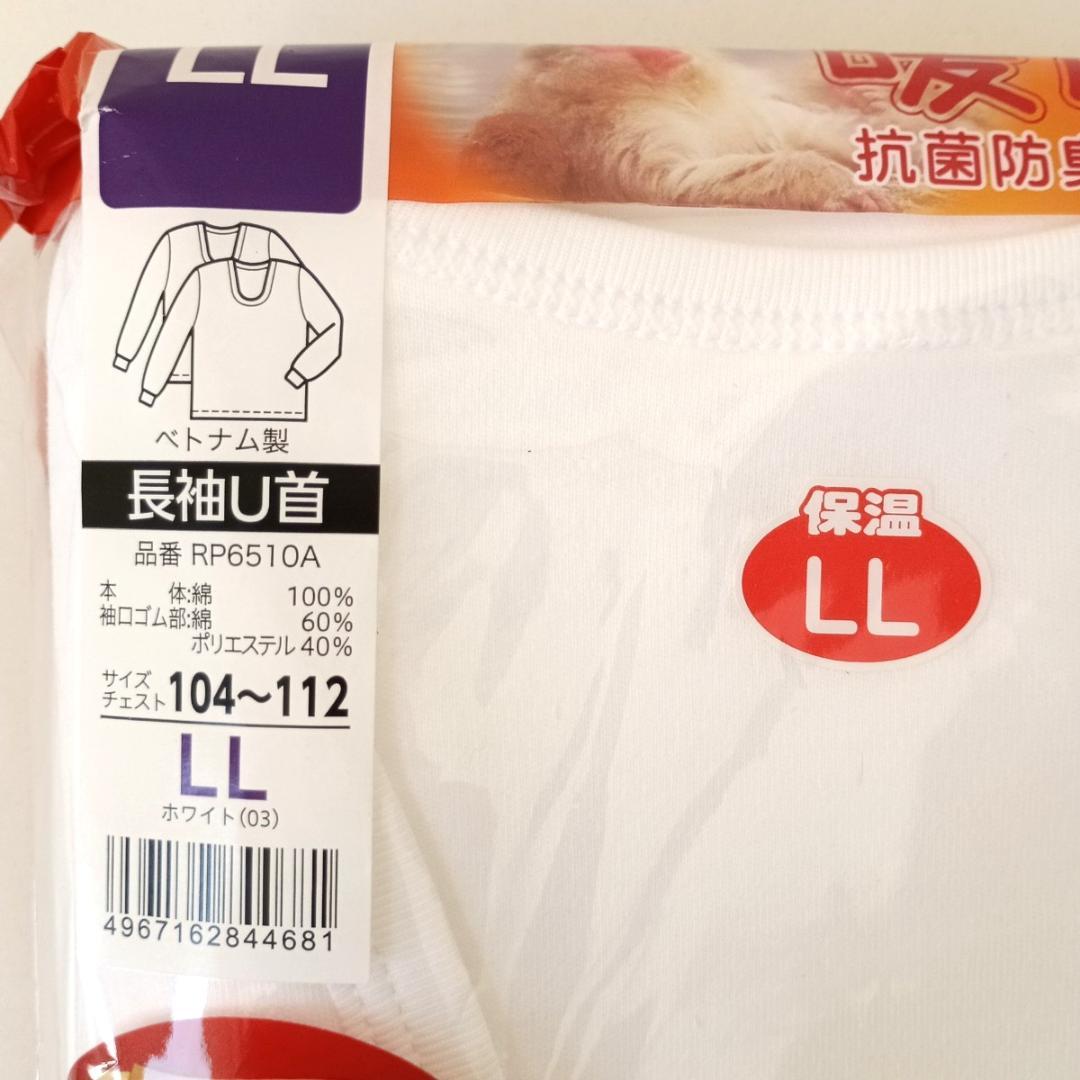 LL
抗菌防臭
ベトナム製
長袖U首
品番 RP6510A
本 体:綿 100%
袖口ゴム部:綿 60%
ポリエステル 40%
サイズ
チェスト 104〜112
LL
ホワイト(03)
4967162844681
保温
LL